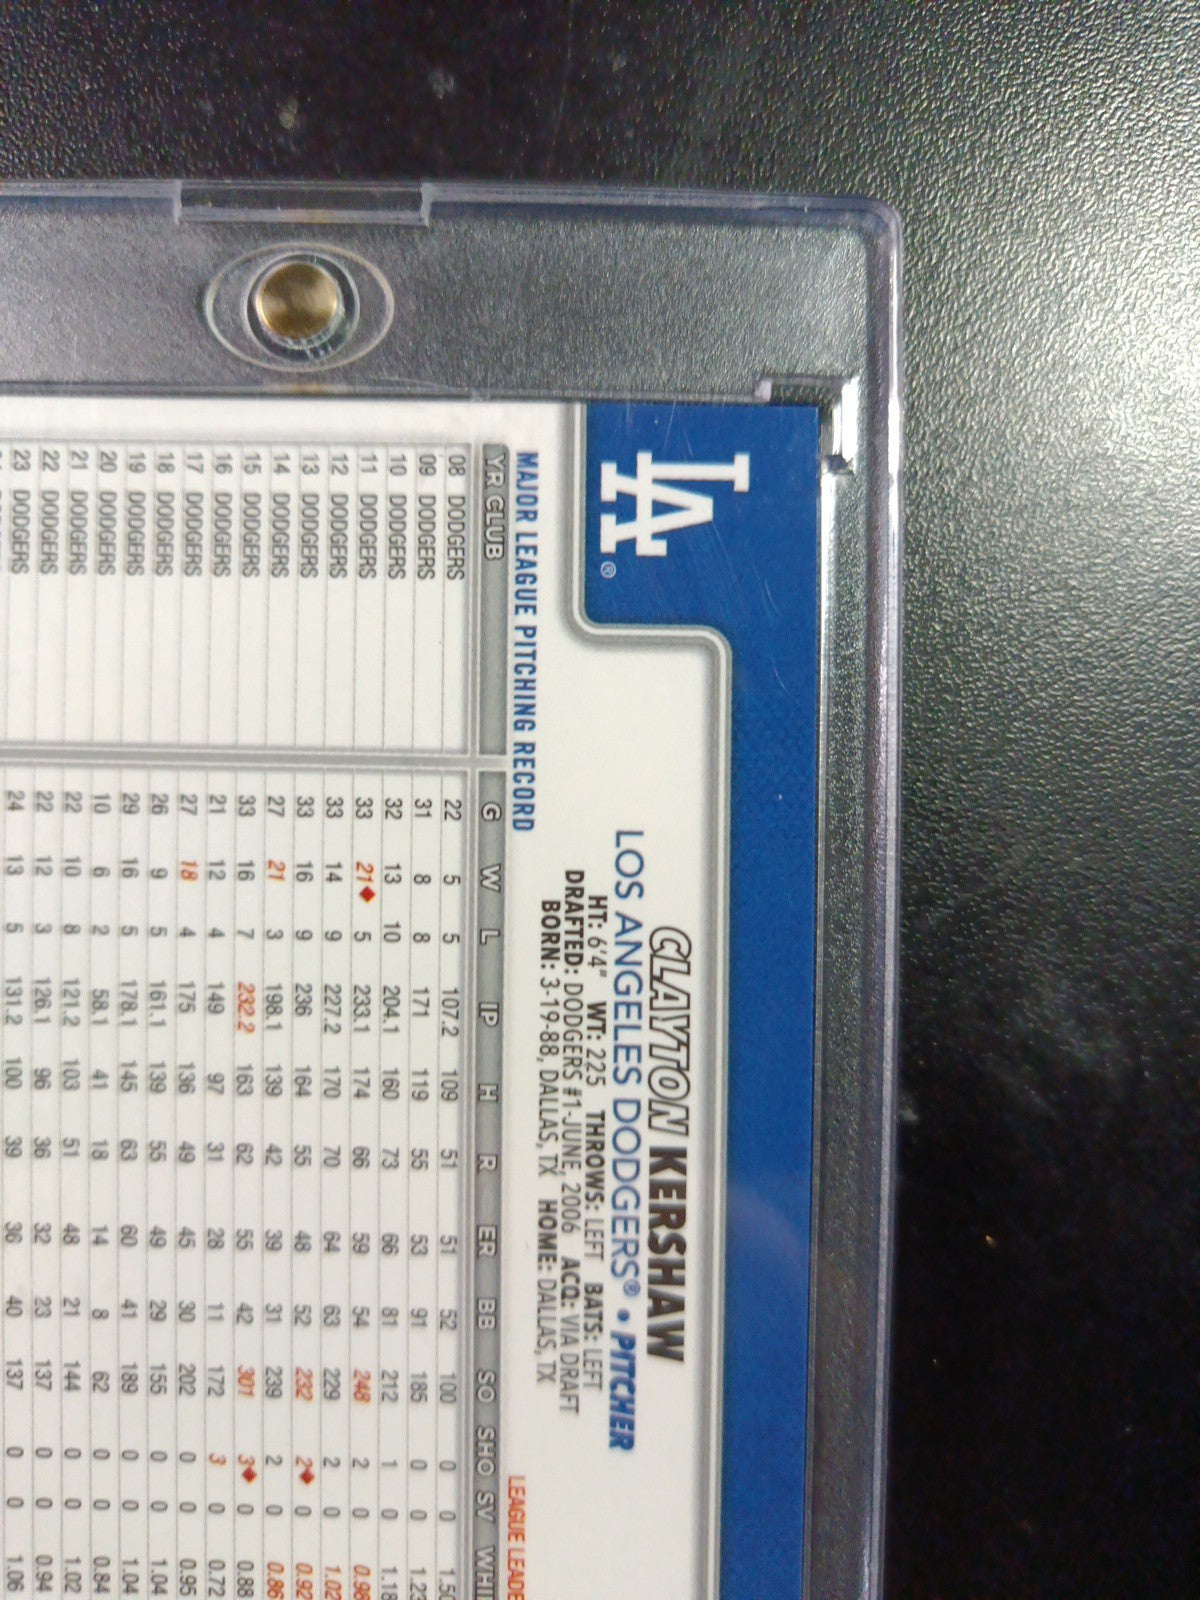 LA®
CLAYTON KERSHAW
LOS ANGELES DODGERS® • PITCHER
HT: 6'4" WT: 225 THROWS: LEFT BATS: LEFT
DRAFTED: DODGERS #1-JUNE, 2006 ACQ: VIA DRAFT
BORN: 3-19-88, DALLAS, TX HOME: DALLAS, TX
MAJOR LEAGUE PITCHING RECORD LEAGUE LEADE
YR CLUB G W L IP H R ER BB SO SHO SV WHI
08 DODGERS 22 5 5 107.2 109 51 51 52 100 0 0 1.50
09 DODGERS 31 8 8 171 119 55 53 91 185 0 0 1.23
10 DODGERS 32 13 10 204.1 160 73 66 81 212 1 0 1.18
11 DODGERS 33 21♦ 5 233.1 174 66 59 54 248 2 0 0.98
12 DODGERS 33 14 9 227.2 170 70 64 63 229 2 0 1.02
13 DODGERS 33 16 9 236 164 55 48 52 232 2♦ 0 0.92
14 DODGERS 27 21 3 198.1 139 42 39 31 239 2 0 0.86
15 DODGERS 33 16 7 232.2 163 62 55 42 301 3♦ 0 0.88
16 DODGERS 21 12 4 149 97 31 28 11 172 3 0 0.72
17 DODGERS 27 18 4 175 136 49 45 30 202 0 0 0.95
18 DODGERS 26 9 5 161.1 139 55 49 29 155 0 0 1.04
19 DODGERS 29 16 5 178.1 145 63 60 41 189 0 0 1.04
20 DODGERS 10 6 2 58.1 41 18 14 8 62 0 0 0.84
21 DODGERS 22 10 8 121.2 103 51 48 21 144 0 0 1.02
22 DODGERS 22 12 3 126.1 96 36 32 23 137 0 0 0.94
23 DODGERS 24 13 5 131.2 100 39 36 40 137 0 0 1.06